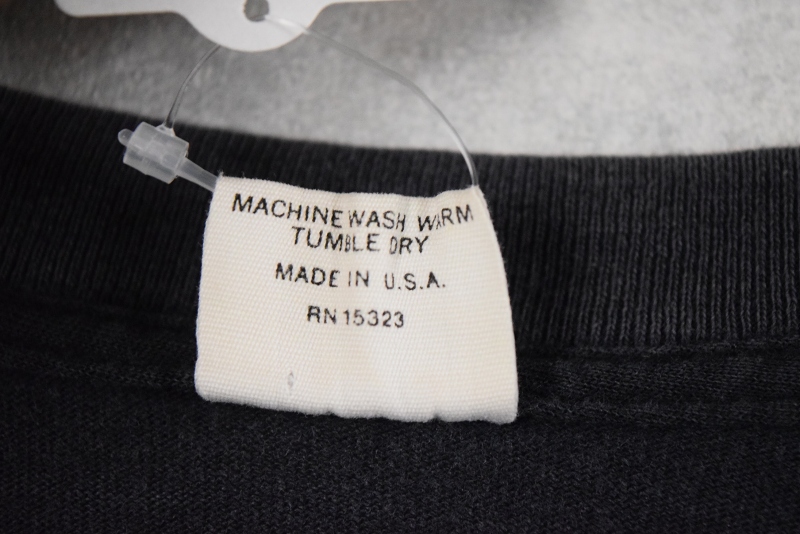 MACHINE WASH WARM
TUMBLE DRY
MADE IN U.S.A.
RN 15323